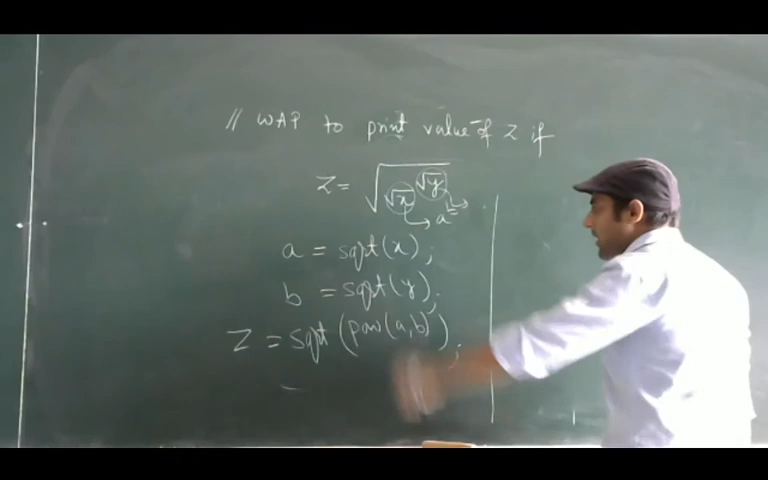 // WAP to print value of Z if
Z = √(√x)^√y
→ a =
a = sqrt(x);
b = sqrt(y);
Z = sqrt(pow(a,b));